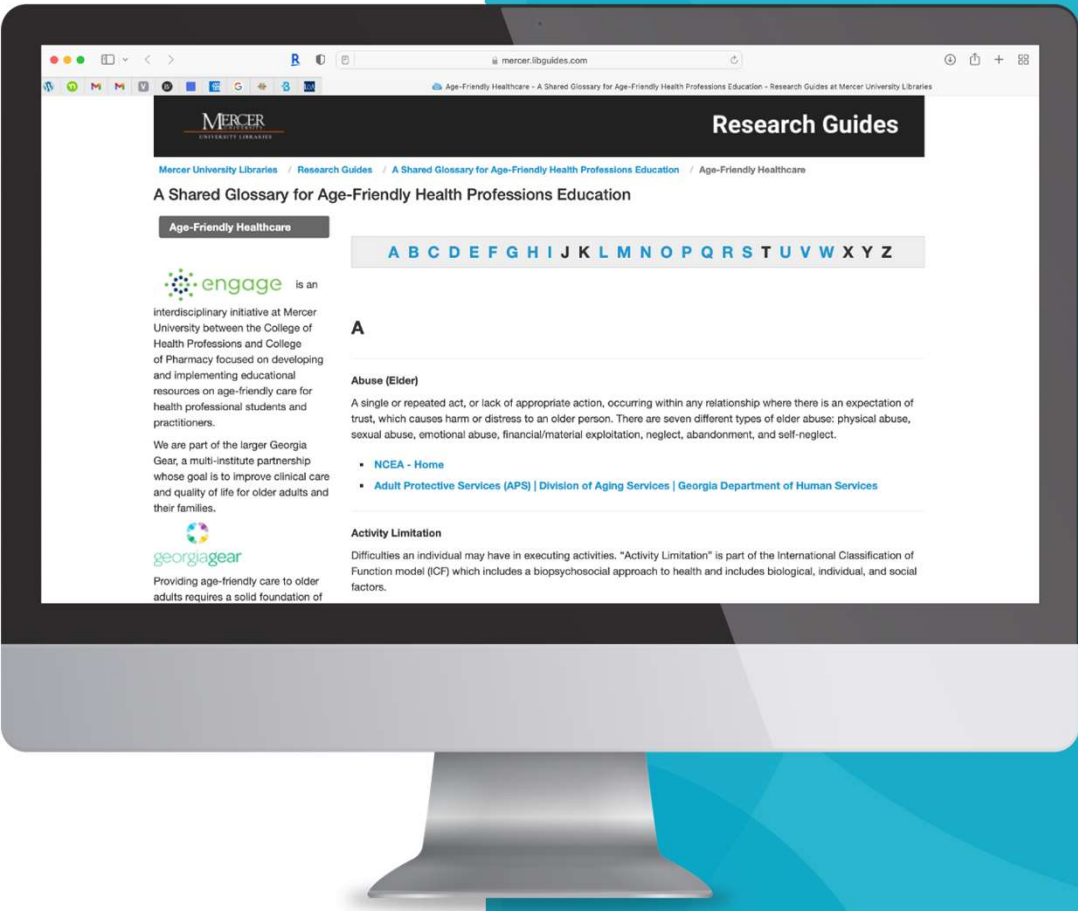 mercer.libguides.com
Age-Friendly Healthcare - A Shared Glossary for Age-Friendly Health Professions Education - Research Guides at Mercer University Libraries
MERCER
UNIVERSITY LIBRARIES
Research Guides
Mercer University Libraries / Research Guides / A Shared Glossary for Age-Friendly Health Professions Education / Age-Friendly Healthcare
A Shared Glossary for Age-Friendly Health Professions Education
Age-Friendly Healthcare
engage is an
interdisciplinary initiative at Mercer
University between the College of
Health Professions and College
of Pharmacy focused on developing
and implementing educational
resources on age-friendly care for
health professional students and
practitioners.
We are part of the larger Georgia
Gear, a multi-institute partnership
whose goal is to improve clinical care
and quality of life for older adults and
their families.
georgiagear
Providing age-friendly care to older
adults requires a solid foundation of
A B C D E F G H I J K L M N O P Q R S T U V W X Y Z
A
Abuse (Elder)
A single or repeated act, or lack of appropriate action, occurring within any relationship where there is an expectation of
trust, which causes harm or distress to an older person. There are seven different types of elder abuse: physical abuse,
sexual abuse, emotional abuse, financial/material exploitation, neglect, abandonment, and self-neglect.
NCEA - Home
Adult Protective Services (APS) | Division of Aging Services | Georgia Department of Human Services
Activity Limitation
Difficulties an individual may have in executing activities. "Activity Limitation" is part of the International Classification of
Function model (ICF) which includes a biopsychosocial approach to health and includes biological, individual, and social
factors.